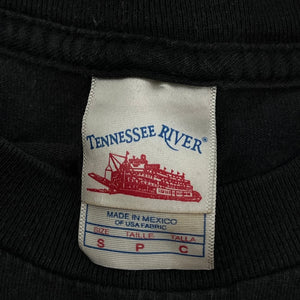 TENNESSEE RIVER®
MADE IN MEXICO
OF USA FABRIC
SIZE TAILLE TALLA
S P C